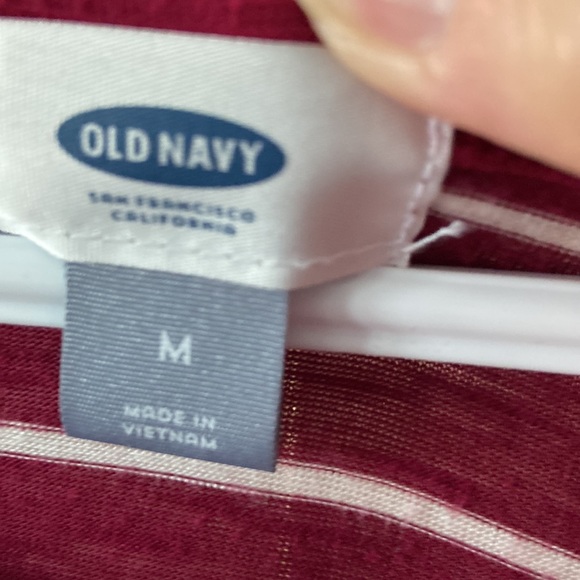 OLD NAVY
SAN FRANCISCO
CALIFORNIA
M
MADE IN
VIETNAM